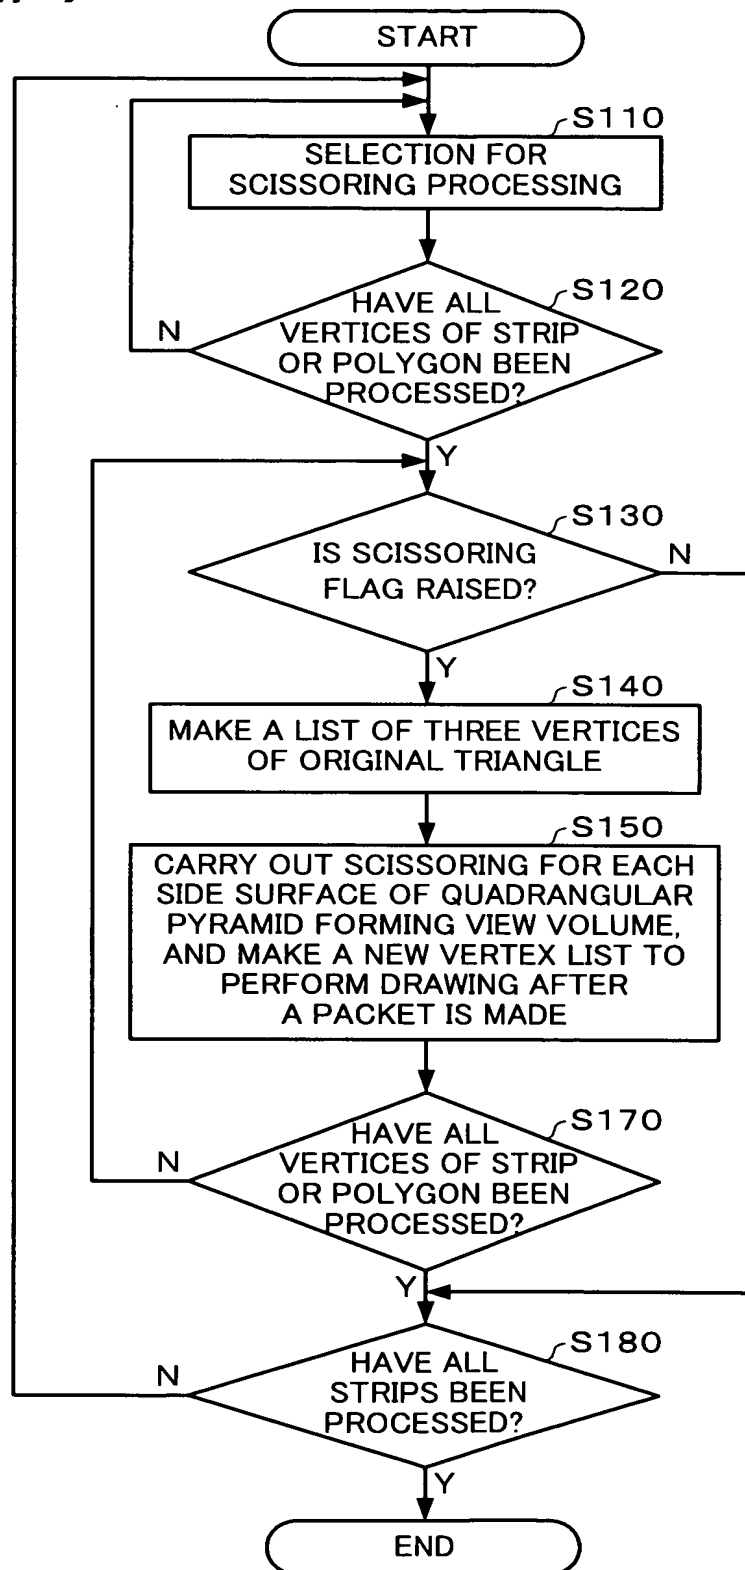 START
S110
SELECTION FOR
SCISSORING PROCESSING
S120
HAVE ALL
VERTICES OF STRIP
OR POLYGON BEEN
PROCESSED?
N
Y
S130
IS SCISSORING
FLAG RAISED?
N
Y
S140
MAKE A LIST OF THREE VERTICES
OF ORIGINAL TRIANGLE
S150
CARRY OUT SCISSORING FOR EACH
SIDE SURFACE OF QUADRANGULAR
PYRAMID FORMING VIEW VOLUME,
AND MAKE A NEW VERTEX LIST TO
PERFORM DRAWING AFTER
A PACKET IS MADE
S170
HAVE ALL
VERTICES OF STRIP
OR POLYGON BEEN
PROCESSED?
N
Y
S180
HAVE ALL
STRIPS BEEN
PROCESSED?
N
Y
END